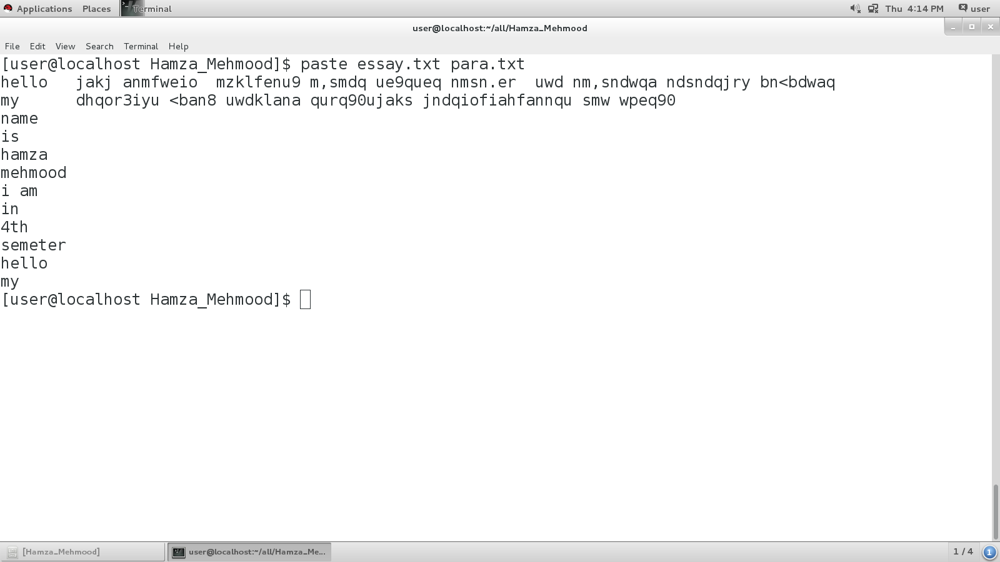 Applications Places Terminal Thu 4:14 PM user
user@localhost:~/all/Hamza_Mehmood
File Edit View Search Terminal Help
[user@localhost Hamza_Mehmood]$ paste essay.txt para.txt
hello   jakj anmfweio  mzklfenu9 m,smdq ue9queq nmsn.er  uwd nm,sndwqa ndsndqjry bn<bdwaq
my      dhqor3iyu <ban8 uwdklana qurq90ujaks jndqiofiahfannqu smw wpeq90
name
is
hamza
mehmood
i am
in
4th
semeter
hello
my
[user@localhost Hamza_Mehmood]$
[Hamza_Mehmood] user@localhost:~/all/Hamza_Me... 1 / 4 1